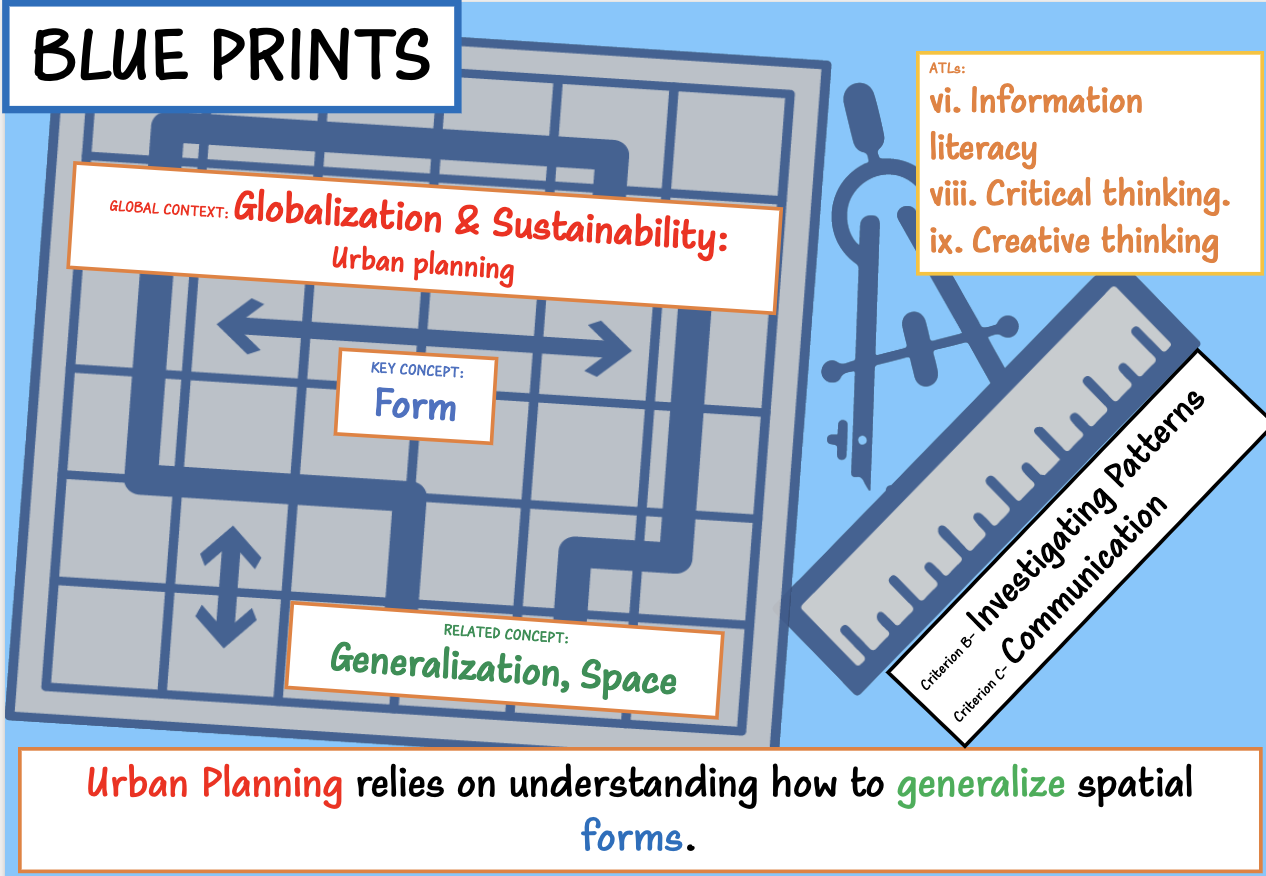 BLUE PRINTS
ATLs:
vi. Information
literacy
viii. Critical thinking.
ix. Creative thinking
GLOBAL CONTEXT: Globalization & Sustainability:
Urban planning
KEY CONCEPT:
Form
RELATED CONCEPT:
Generalization, Space
Criterion B- Investigating Patterns
Criterion C- Communication
Urban Planning relies on understanding how to generalize spatial
forms.